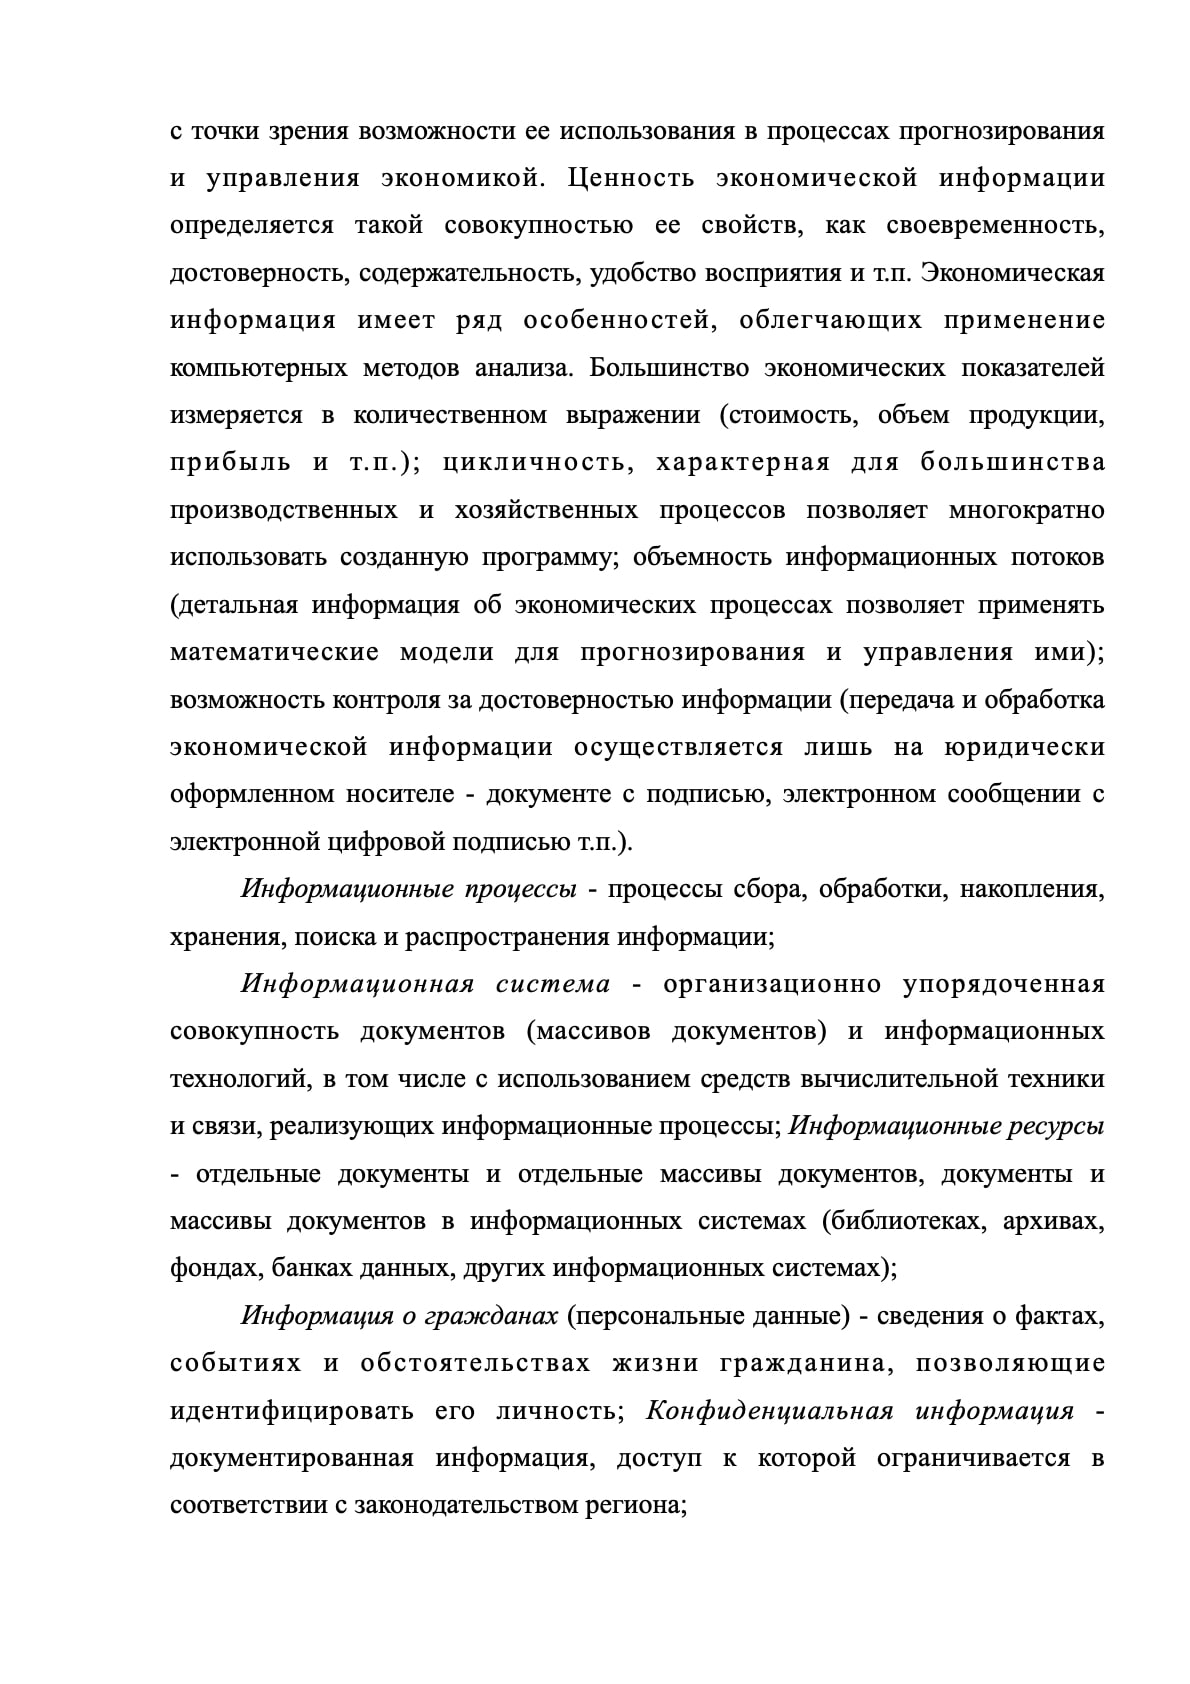 с точки зрения возможности ее использования в процессах прогнозирования
и управления экономикой. Ценность экономической информации
определяется такой совокупностью ее свойств, как своевременность,
достоверность, содержательность, удобство восприятия и т.п. Экономическая
информация имеет ряд особенностей, облегчающих применение
компьютерных методов анализа. Большинство экономических показателей
измеряется в количественном выражении (стоимость, объем продукции,
прибыль и т.п.); цикличность, характерная для большинства
производственных и хозяйственных процессов позволяет многократно
использовать созданную программу; объемность информационных потоков
(детальная информация об экономических процессах позволяет применять
математические модели для прогнозирования и управления ими);
возможность контроля за достоверностью информации (передача и обработка
экономической информации осуществляется лишь на юридически
оформленном носителе - документе с подписью, электронном сообщении с
электронной цифровой подписью т.п.).
Информационные процессы - процессы сбора, обработки, накопления,
хранения, поиска и распространения информации;
Информационная система - организационно упорядоченная
совокупность документов (массивов документов) и информационных
технологий, в том числе с использованием средств вычислительной техники
и связи, реализующих информационные процессы; Информационные ресурсы
- отдельные документы и отдельные массивы документов, документы и
массивы документов в информационных системах (библиотеках, архивах,
фондах, банках данных, других информационных системах);
Информация о гражданах (персональные данные) - сведения о фактах,
событиях и обстоятельствах жизни гражданина, позволяющие
идентифицировать его личность; Конфиденциальная информация -
документированная информация, доступ к которой ограничивается в
соответствии с законодательством региона;